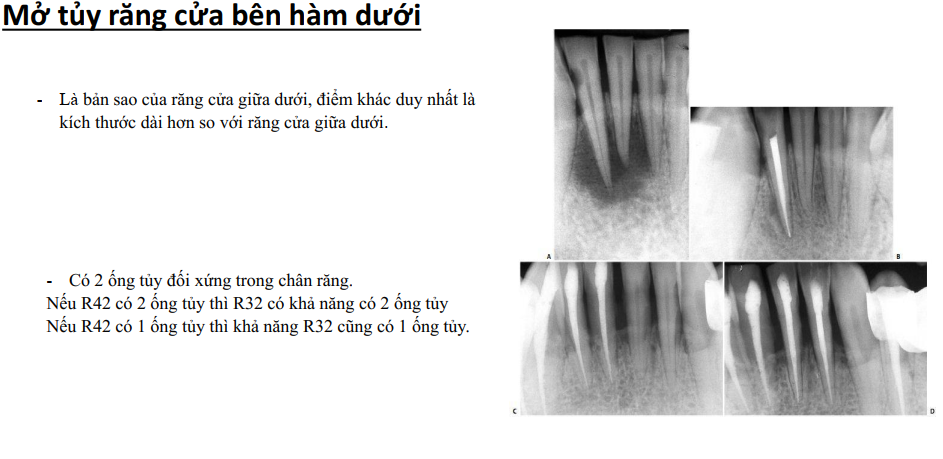 Mở tủy răng cửa bên hàm dưới
- Là bản sao của răng cửa giữa dưới, điểm khác duy nhất là
kích thước dài hơn so với răng cửa giữa dưới.
- Có 2 ống tủy đối xứng trong chân răng.
Nếu R42 có 2 ống tủy thì R32 có khả năng có 2 ống tủy
Nếu R42 có 1 ống tủy thì khả năng R32 cũng có 1 ống tủy.
A
B
C
D